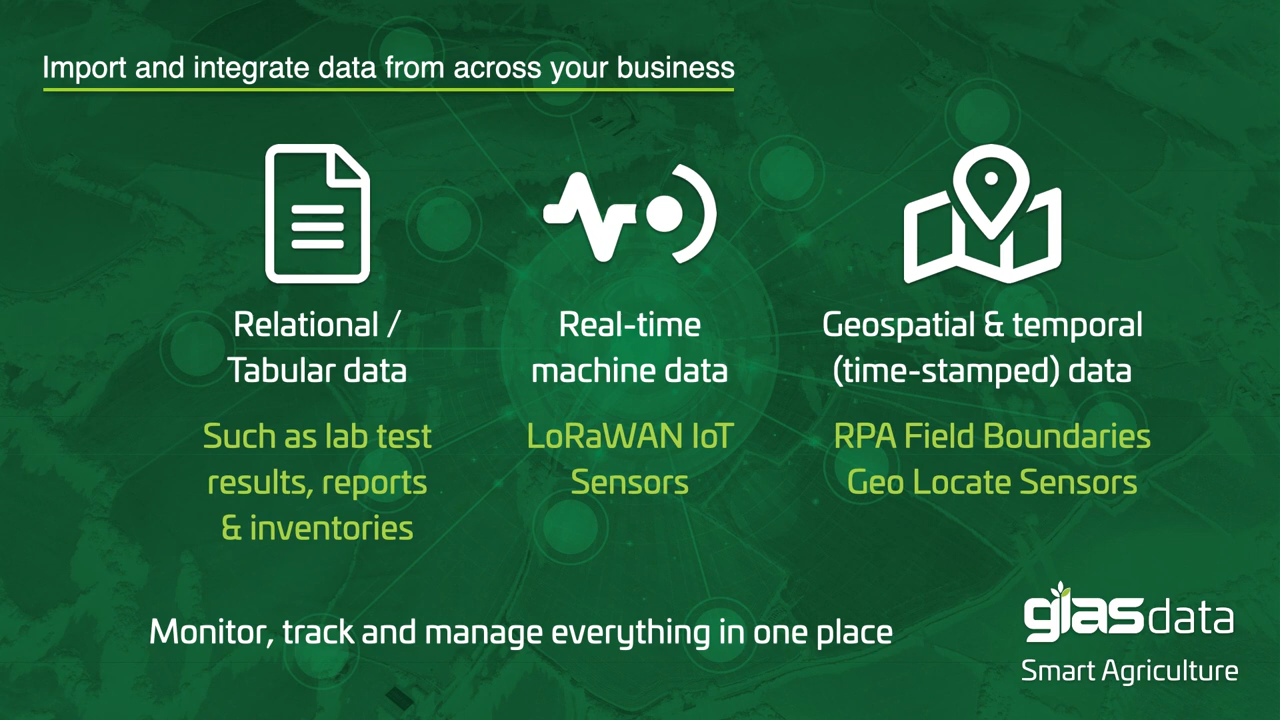 Import and integrate data from across your business
Relational /
Tabular data
Such as lab test
results, reports
& inventories
Real-time
machine data
LoRaWAN IoT
Sensors
Geospatial & temporal
(time-stamped) data
RPA Field Boundaries
Geo Locate Sensors
Monitor, track and manage everything in one place
glasdata
Smart Agriculture